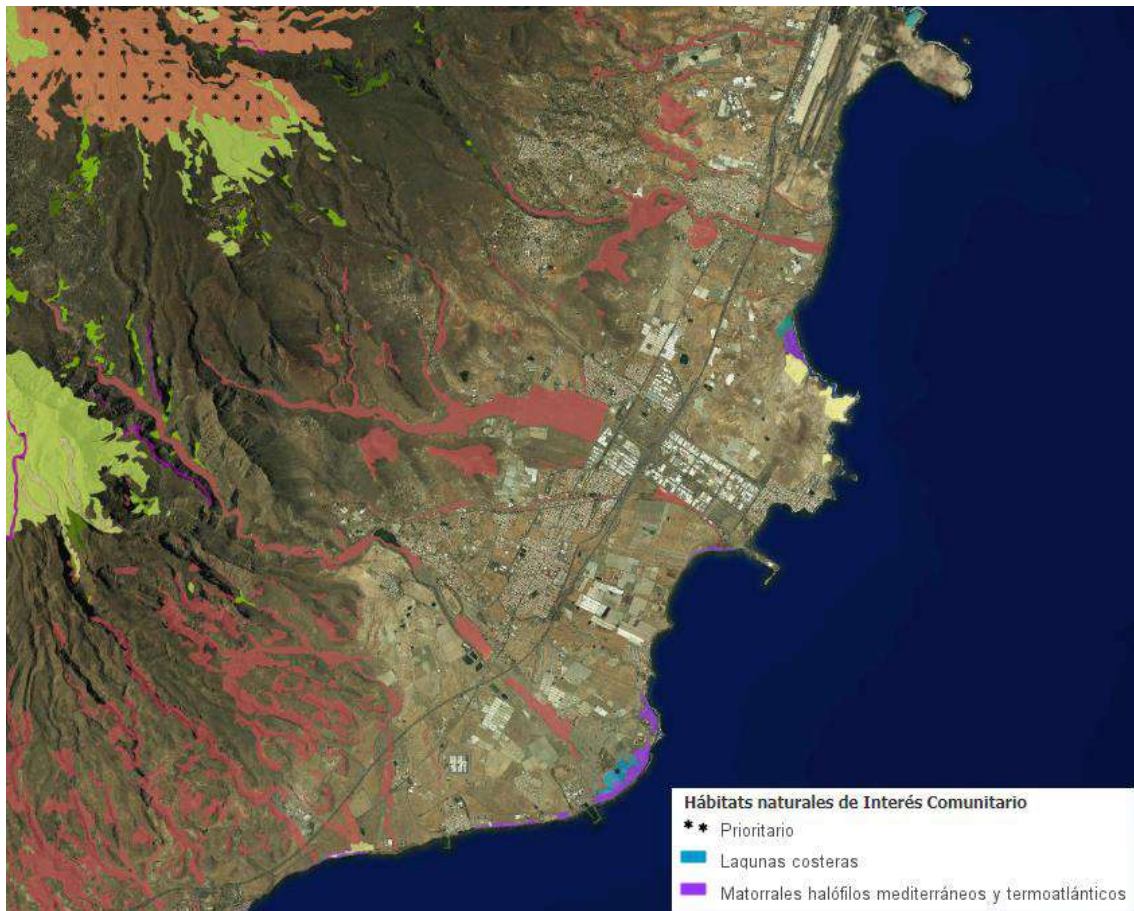 Hábitats naturales de Interés Comunitario
Prioritario
Lagunas costeras
Matorrales halófilos mediterráneos y termoatlánticos